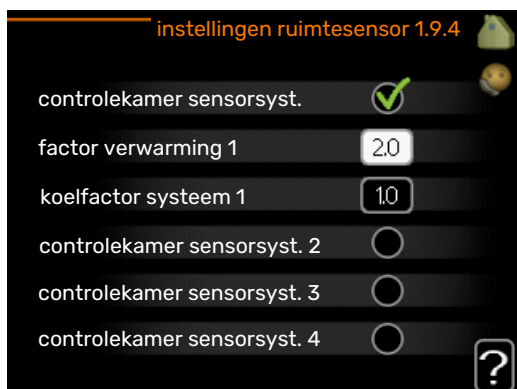 instellingen ruimtesensor 1.9.4
controlekamer sensorsyst.
factor verwarming 1 2.0
koelfactor systeem 1 1.0
controlekamer sensorsyst. 2
controlekamer sensorsyst. 3
controlekamer sensorsyst. 4
?